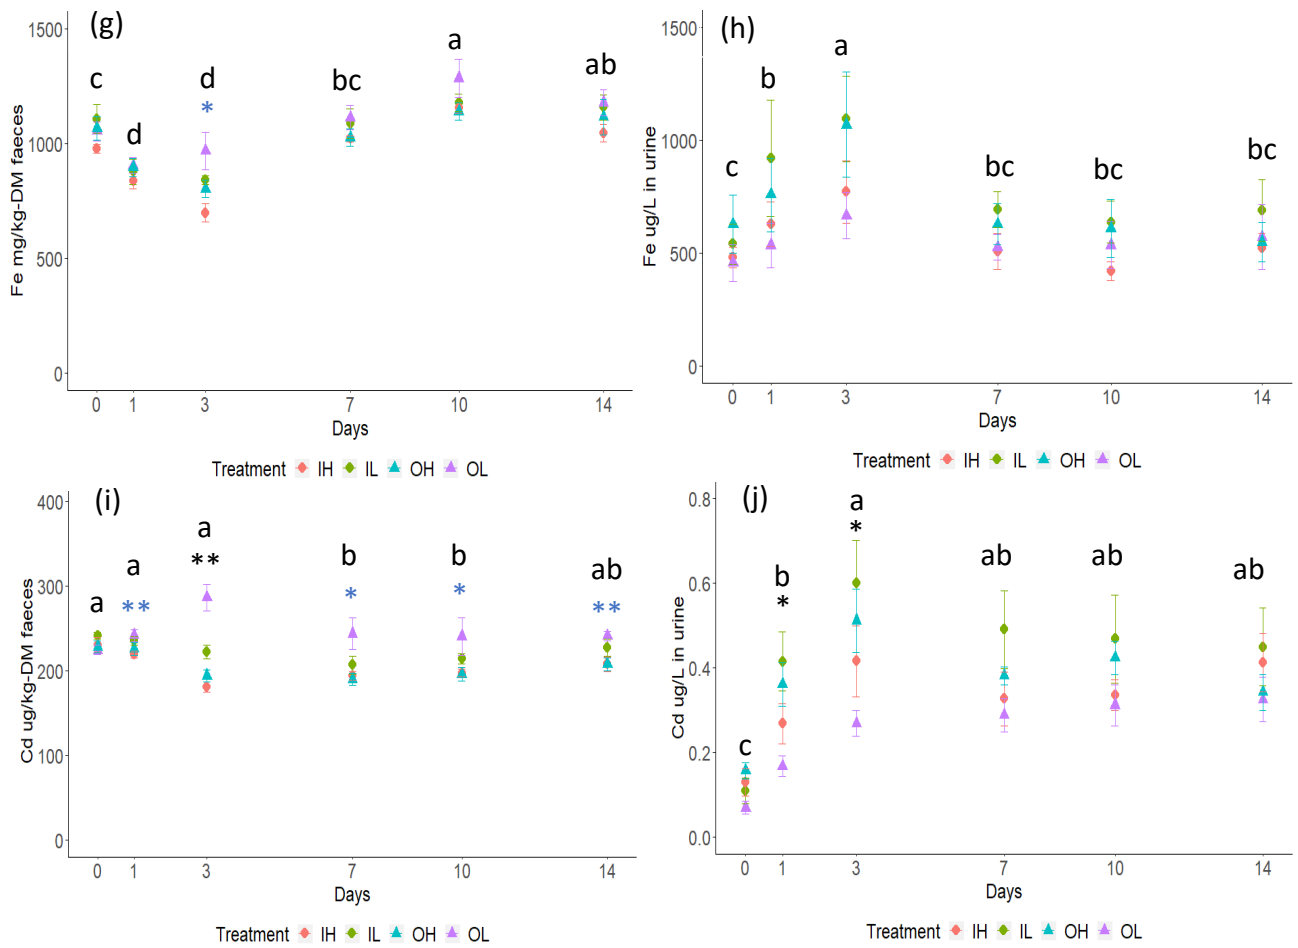 (g)
Fe mg/kg-DM faeces
1500
1000
500
0
c
d
d
*
bc
a
ab
0 1 3 7 10 14
Days
Treatment IH IL OH OL
(h)
Fe ug/L in urine
1500
1000
500
0
c
b
a
bc
bc
bc
0 1 3 7 10 14
Days
Treatment IH IL OH OL
(i)
Cd ug/kg-DM faeces
400
300
200
100
0
a
a
**
a
**
b
*
b
*
ab
**
0 1 3 7 10 14
Days
Treatment IH IL OH OL
(j)
Cd ug/L in urine
0.8
0.6
0.4
0.2
0.0
c
b
*
a
*
ab
ab
ab
0 1 3 7 10 14
Days
Treatment IH IL OH OL